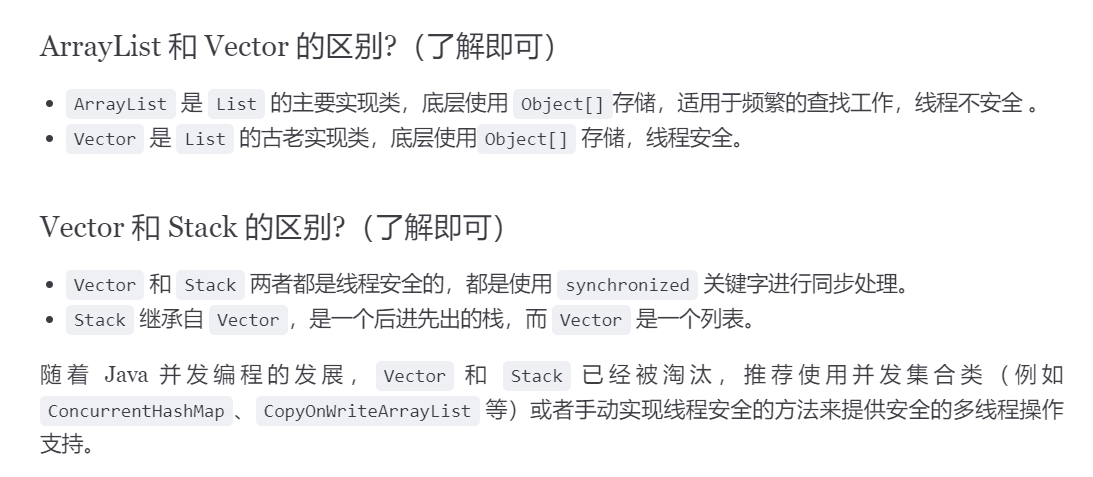 ArrayList 和 Vector 的区别?（了解即可）
• ArrayList 是 List 的主要实现类，底层使用 Object[]存储，适用于频繁的查找工作，线程不安全 。
• Vector 是 List 的古老实现类，底层使用Object[] 存储，线程安全。
Vector 和 Stack 的区别?（了解即可）
• Vector 和 Stack 两者都是线程安全的，都是使用 synchronized 关键字进行同步处理。
• Stack 继承自 Vector，是一个后进先出的栈，而 Vector 是一个列表。
随着 Java 并发编程的发展，Vector 和 Stack 已经被淘汰，推荐使用并发集合类（例如
ConcurrentHashMap、CopyOnWriteArrayList 等）或者手动实现线程安全的方法来提供安全的多线程操作
支持。